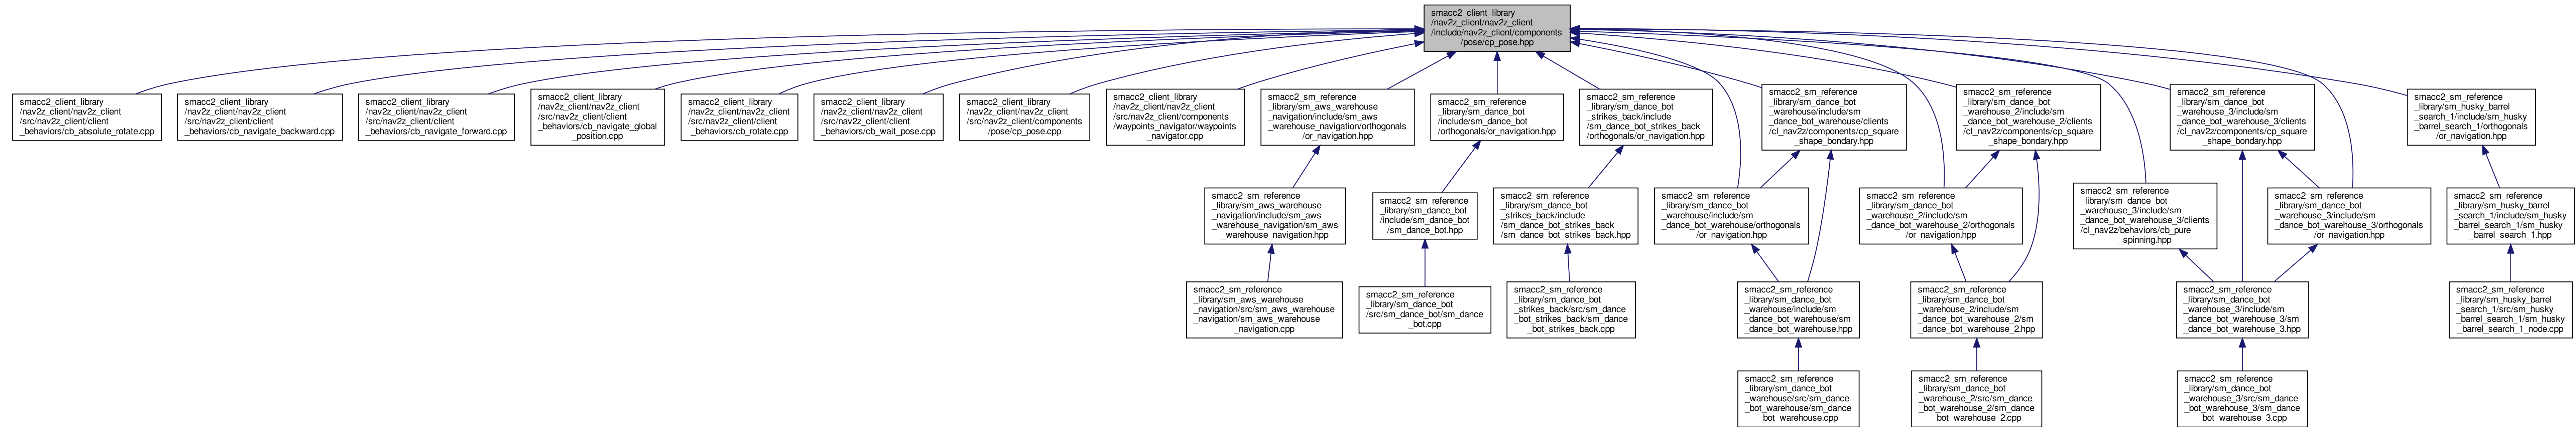 smacc2_client_library
/nav2z_client/nav2z_client
/include/nav2z_client/components
/pose/cp_pose.hpp
smacc2_client_library
/nav2z_client/nav2z_client
/src/nav2z_client/client
_behaviors/cb_absolute_rotate.cpp
smacc2_client_library
/nav2z_client/nav2z_client
/src/nav2z_client/client
_behaviors/cb_navigate_backward.cpp
smacc2_client_library
/nav2z_client/nav2z_client
/src/nav2z_client/client
_behaviors/cb_navigate_forward.cpp
smacc2_client_library
/nav2z_client/nav2z_client
/src/nav2z_client/client
_behaviors/cb_navigate_global
_position.cpp
smacc2_client_library
/nav2z_client/nav2z_client
/src/nav2z_client/client
_behaviors/cb_rotate.cpp
smacc2_client_library
/nav2z_client/nav2z_client
/src/nav2z_client/client
_behaviors/cb_wait_pose.cpp
smacc2_client_library
/nav2z_client/nav2z_client
/src/nav2z_client/components
/pose/cp_pose.cpp
smacc2_client_library
/nav2z_client/nav2z_client
/src/nav2z_client/components
/waypoints_navigator/waypoints
_navigator.cpp
smacc2_sm_reference
_library/sm_aws_warehouse
_navigation/include/sm_aws
_warehouse_navigation/orthogonals
/or_navigation.hpp
smacc2_sm_reference
_library/sm_dance_bot
/include/sm_dance_bot
/orthogonals/or_navigation.hpp
smacc2_sm_reference
_library/sm_dance_bot
_strikes_back/include
/sm_dance_bot_strikes_back
/orthogonals/or_navigation.hpp
smacc2_sm_reference
_library/sm_dance_bot
_warehouse/include/sm
_dance_bot_warehouse/clients
/cl_nav2z/components/cp_square
_shape_bondary.hpp
smacc2_sm_reference
_library/sm_dance_bot
_warehouse_2/include/sm
_dance_bot_warehouse_2/clients
/cl_nav2z/components/cp_square
_shape_bondary.hpp
smacc2_sm_reference
_library/sm_dance_bot
_warehouse_3/include/sm
_dance_bot_warehouse_3/clients
/cl_nav2z/components/cp_square
_shape_bondary.hpp
smacc2_sm_reference
_library/sm_husky_barrel
_search_1/include/sm_husky
_barrel_search_1/orthogonals
/or_navigation.hpp
smacc2_sm_reference
_library/sm_aws_warehouse
_navigation/include/sm_aws
_warehouse_navigation/sm_aws
_warehouse_navigation.hpp
smacc2_sm_reference
_library/sm_dance_bot
/include/sm_dance_bot
/sm_dance_bot.hpp
smacc2_sm_reference
_library/sm_dance_bot
_strikes_back/include
/sm_dance_bot_strikes_back
/sm_dance_bot_strikes_back.hpp
smacc2_sm_reference
_library/sm_dance_bot
_warehouse/include/sm
_dance_bot_warehouse/orthogonals
/or_navigation.hpp
smacc2_sm_reference
_library/sm_dance_bot
_warehouse_2/include/sm
_dance_bot_warehouse_2/orthogonals
/or_navigation.hpp
smacc2_sm_reference
_library/sm_dance_bot
_warehouse_3/include/sm
_dance_bot_warehouse_3/clients
/cl_nav2z/behaviors/cb_pure
_spinning.hpp
smacc2_sm_reference
_library/sm_dance_bot
_warehouse_3/include/sm
_dance_bot_warehouse_3/orthogonals
/or_navigation.hpp
smacc2_sm_reference
_library/sm_husky_barrel
_search_1/include/sm_husky
_barrel_search_1/sm_husky
_barrel_search_1.hpp
smacc2_sm_reference
_library/sm_aws_warehouse
_navigation/src/sm_aws_warehouse
_navigation/sm_aws_warehouse
_navigation.cpp
smacc2_sm_reference
_library/sm_dance_bot
/src/sm_dance_bot/sm_dance
_bot.cpp
smacc2_sm_reference
_library/sm_dance_bot
_strikes_back/src/sm_dance
_bot_strikes_back/sm_dance
_bot_strikes_back.cpp
smacc2_sm_reference
_library/sm_dance_bot
_warehouse/include/sm
_dance_bot_warehouse/sm
_dance_bot_warehouse.hpp
smacc2_sm_reference
_library/sm_dance_bot
_warehouse_2/include/sm
_dance_bot_warehouse_2/sm
_dance_bot_warehouse_2.hpp
smacc2_sm_reference
_library/sm_dance_bot
_warehouse_3/include/sm
_dance_bot_warehouse_3/sm
_dance_bot_warehouse_3.hpp
smacc2_sm_reference
_library/sm_husky_barrel
_search_1/src/sm_husky
_barrel_search_1/sm_husky
_barrel_search_1_node.cpp
smacc2_sm_reference
_library/sm_dance_bot
_warehouse/src/sm_dance
_bot_warehouse/sm_dance
_bot_warehouse.cpp
smacc2_sm_reference
_library/sm_dance_bot
_warehouse_2/src/sm_dance
_bot_warehouse_2/sm_dance
_bot_warehouse_2.cpp
smacc2_sm_reference
_library/sm_dance_bot
_warehouse_3/src/sm_dance
_bot_warehouse_3/sm_dance
_bot_warehouse_3.cpp